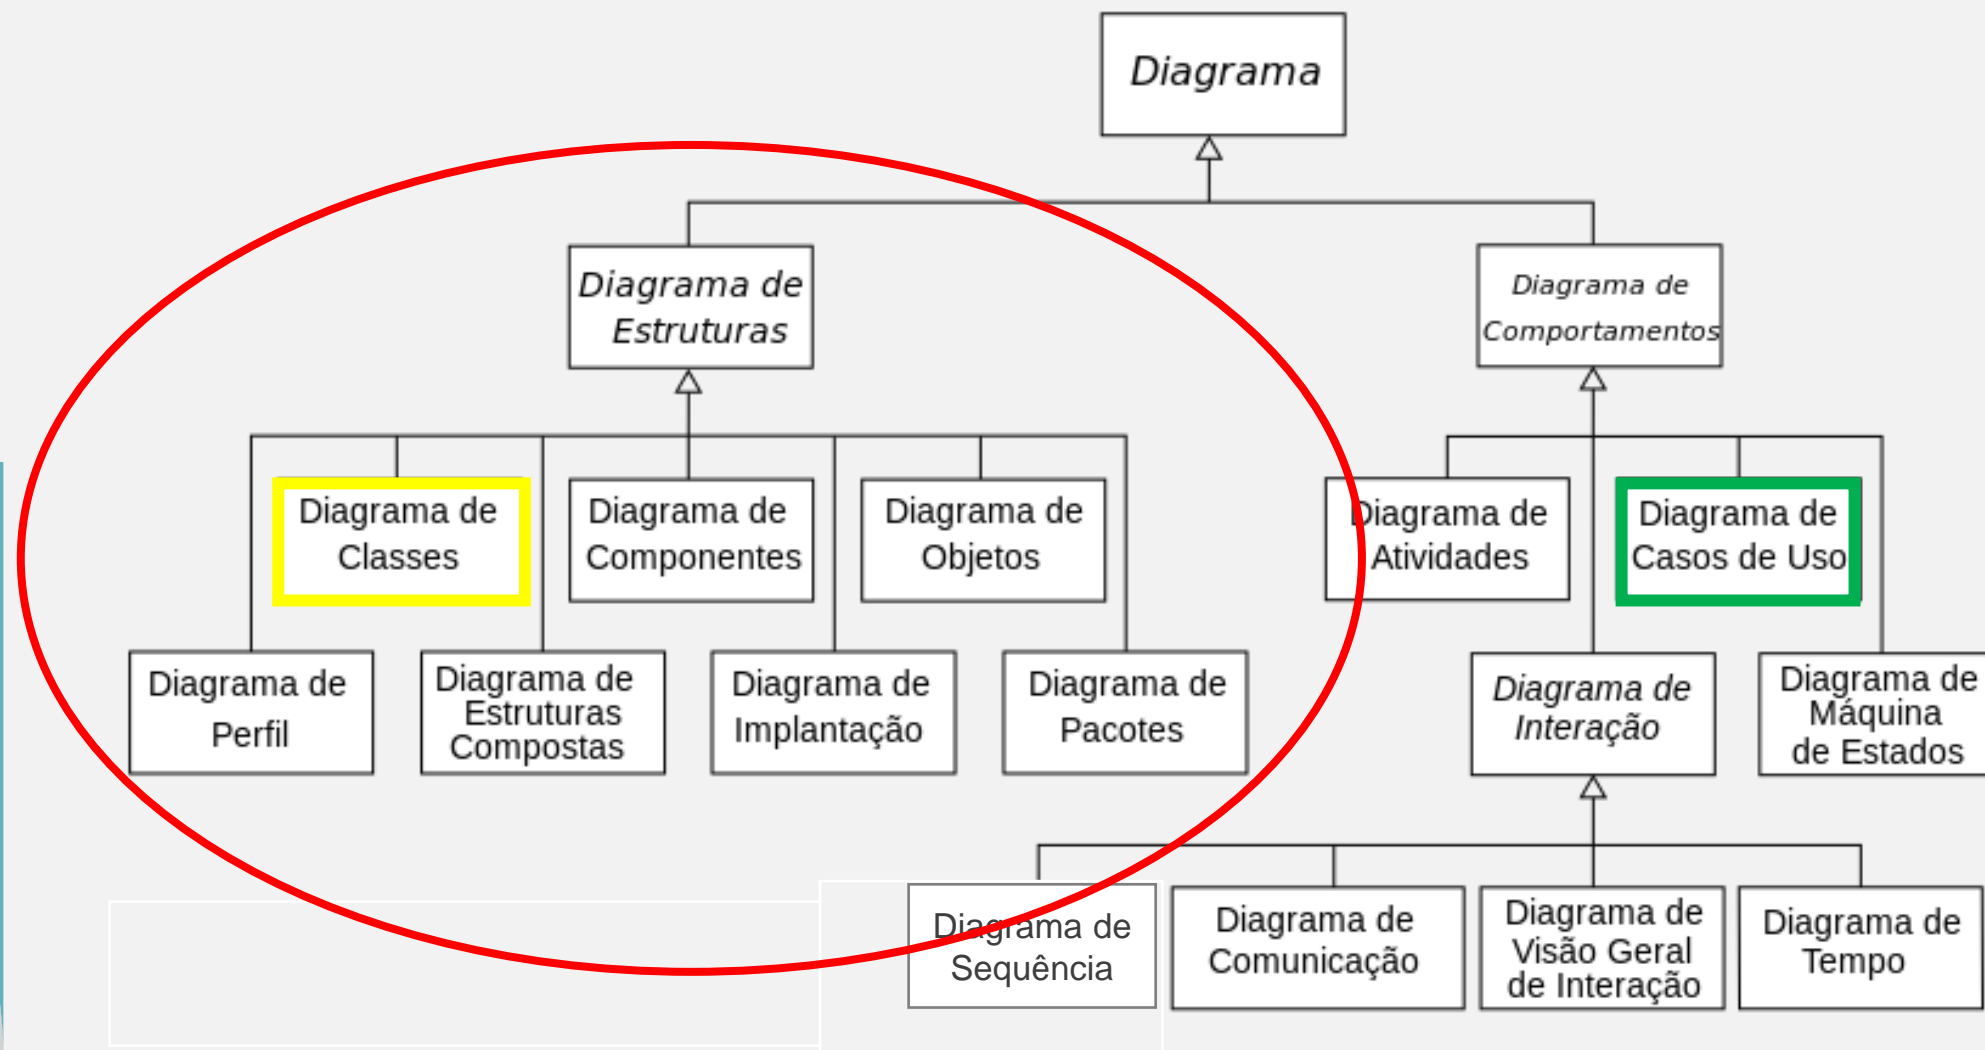 Diagrama
Diagrama de
Estruturas
Diagrama de
Comportamentos
Diagrama de
Classes
Diagrama de
Componentes
Diagrama de
Objetos
Diagrama de
Atividades
Diagrama de
Casos de Uso
Diagrama de
Perfil
Diagrama de
Estruturas
Compostas
Diagrama de
Implantação
Diagrama de
Pacotes
Diagrama de
Interação
Diagrama de
Máquina
de Estados
Diagrama de
Sequência
Diagrama de
Comunicação
Diagrama de
Visão Geral
de Interação
Diagrama de
Tempo